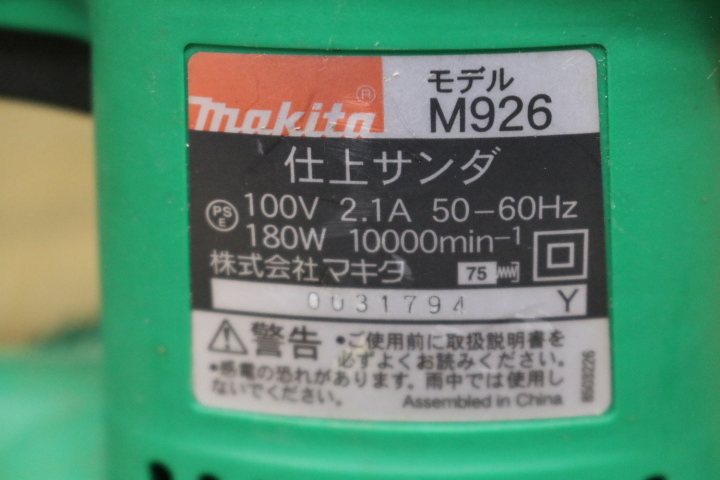 makita®
モデル
M926
仕上サンダ
PSE 100V 2.1A 50-60Hz
180W 10000min-1
株式会社マキタ 75
0031794 Y
警告 •ご使用前に取扱説明書を
必ずよくお読みください。
•感電の恐れがあります。雨中では使用し
ないでください。
Assembled in China